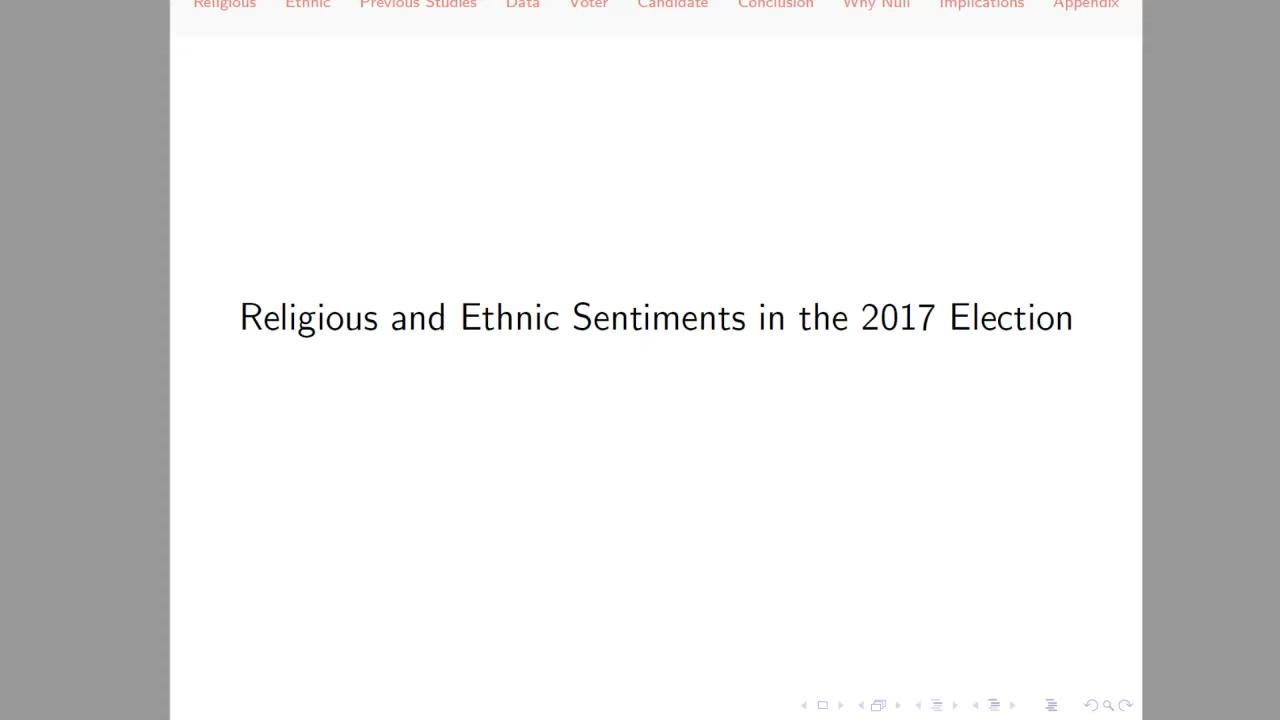 Religious Ethnic Previous Studies Data Voter Candidate Conclusion Why Null Implications Appendix
Religious and Ethnic Sentiments in the 2017 Election